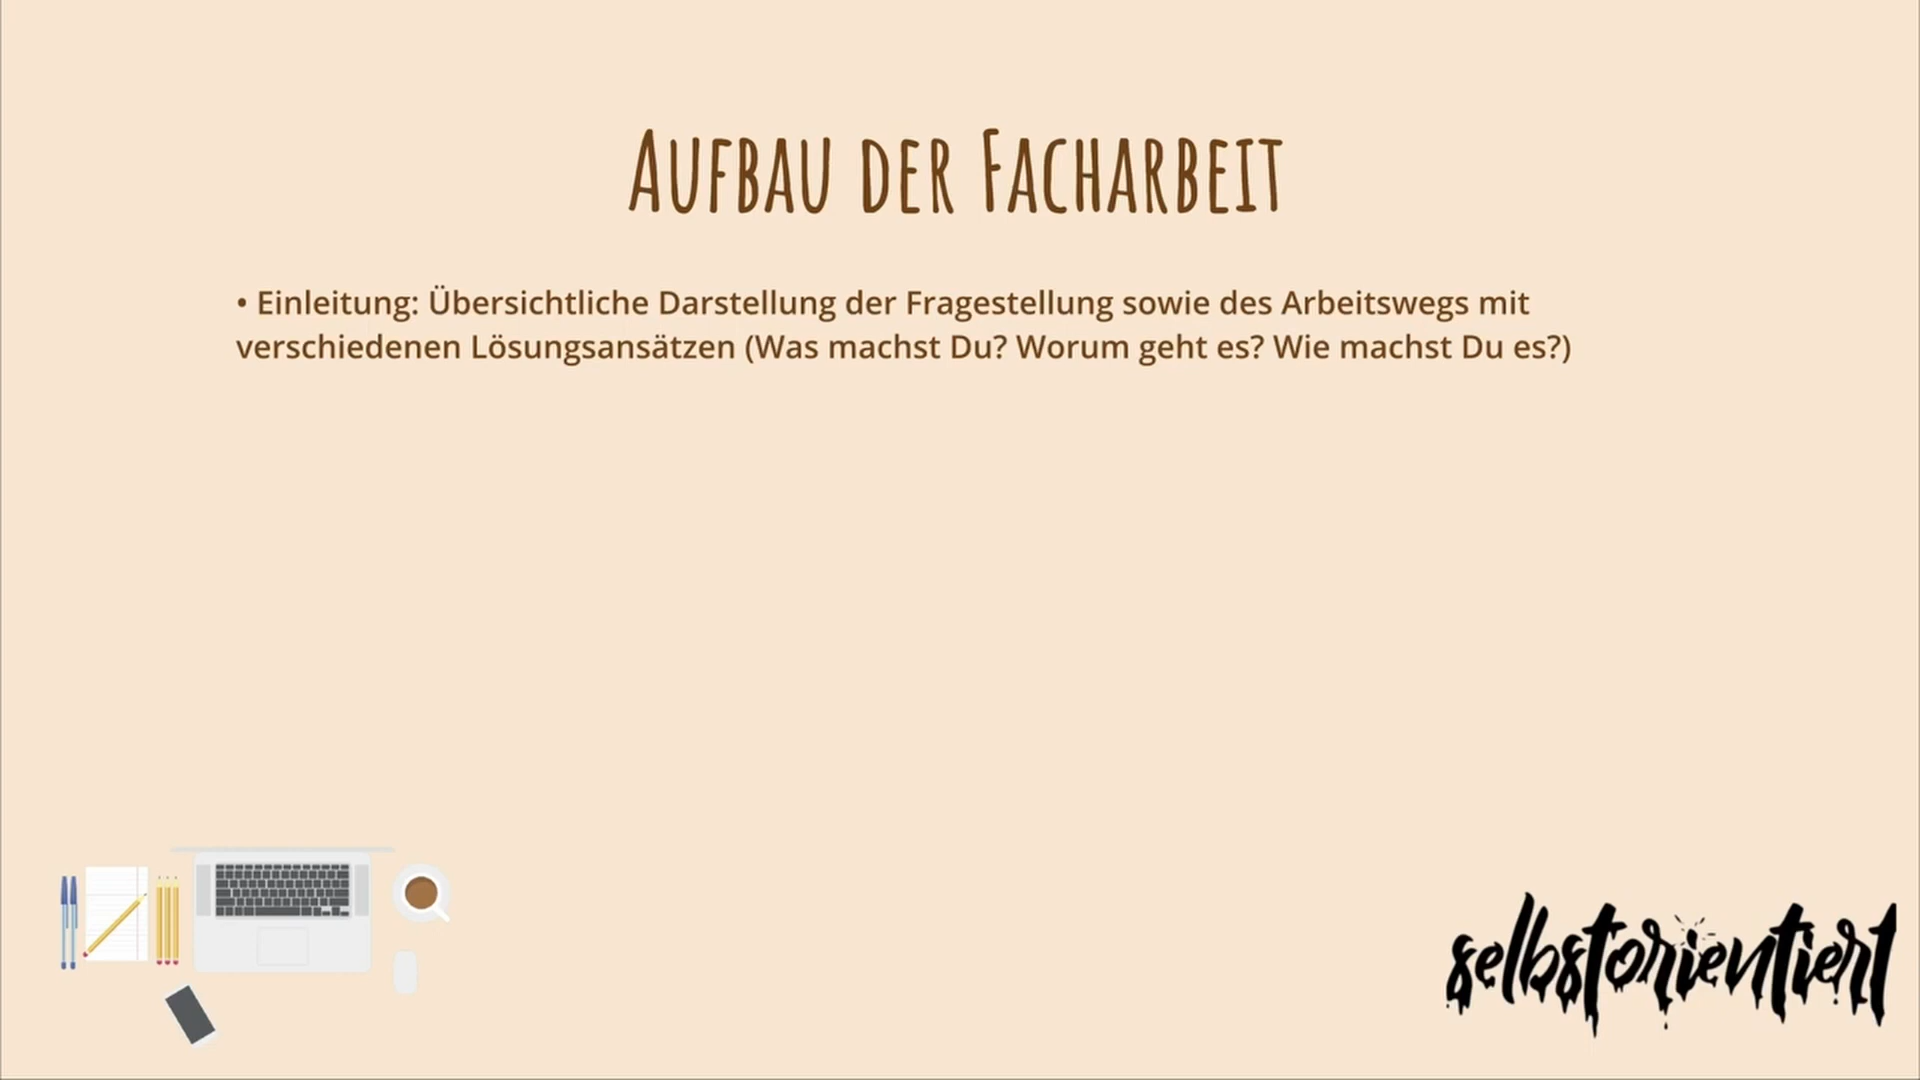 Aufbau der Facharbeit
• Einleitung: Übersichtliche Darstellung der Fragestellung sowie des Arbeitswegs mit
verschiedenen Lösungsansätzen (Was machst Du? Worum geht es? Wie machst Du es?)
selbstorientiert